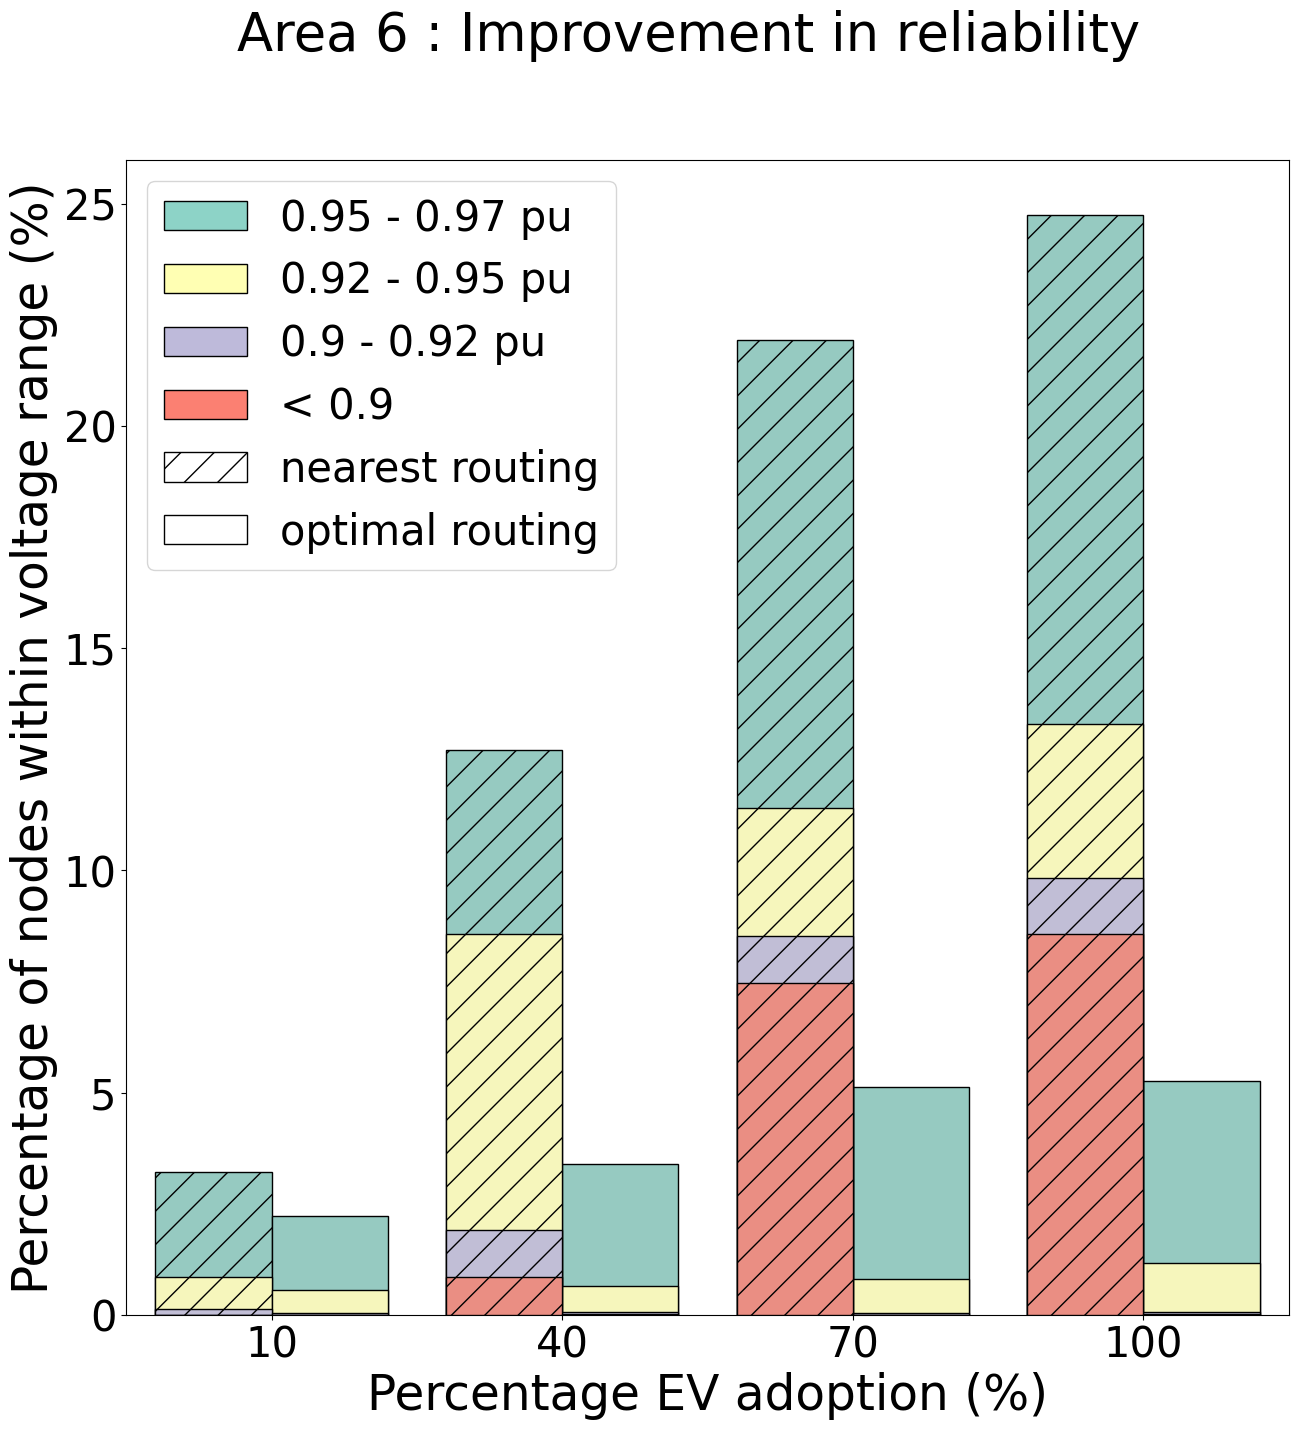 Area 6 : Improvement in reliability
Percentage of nodes within voltage range (%)
25
20
15
10
5
0
0.95 - 0.97 pu
0.92 - 0.95 pu
0.9 - 0.92 pu
< 0.9
nearest routing
optimal routing
10 40 70 100
Percentage EV adoption (%)